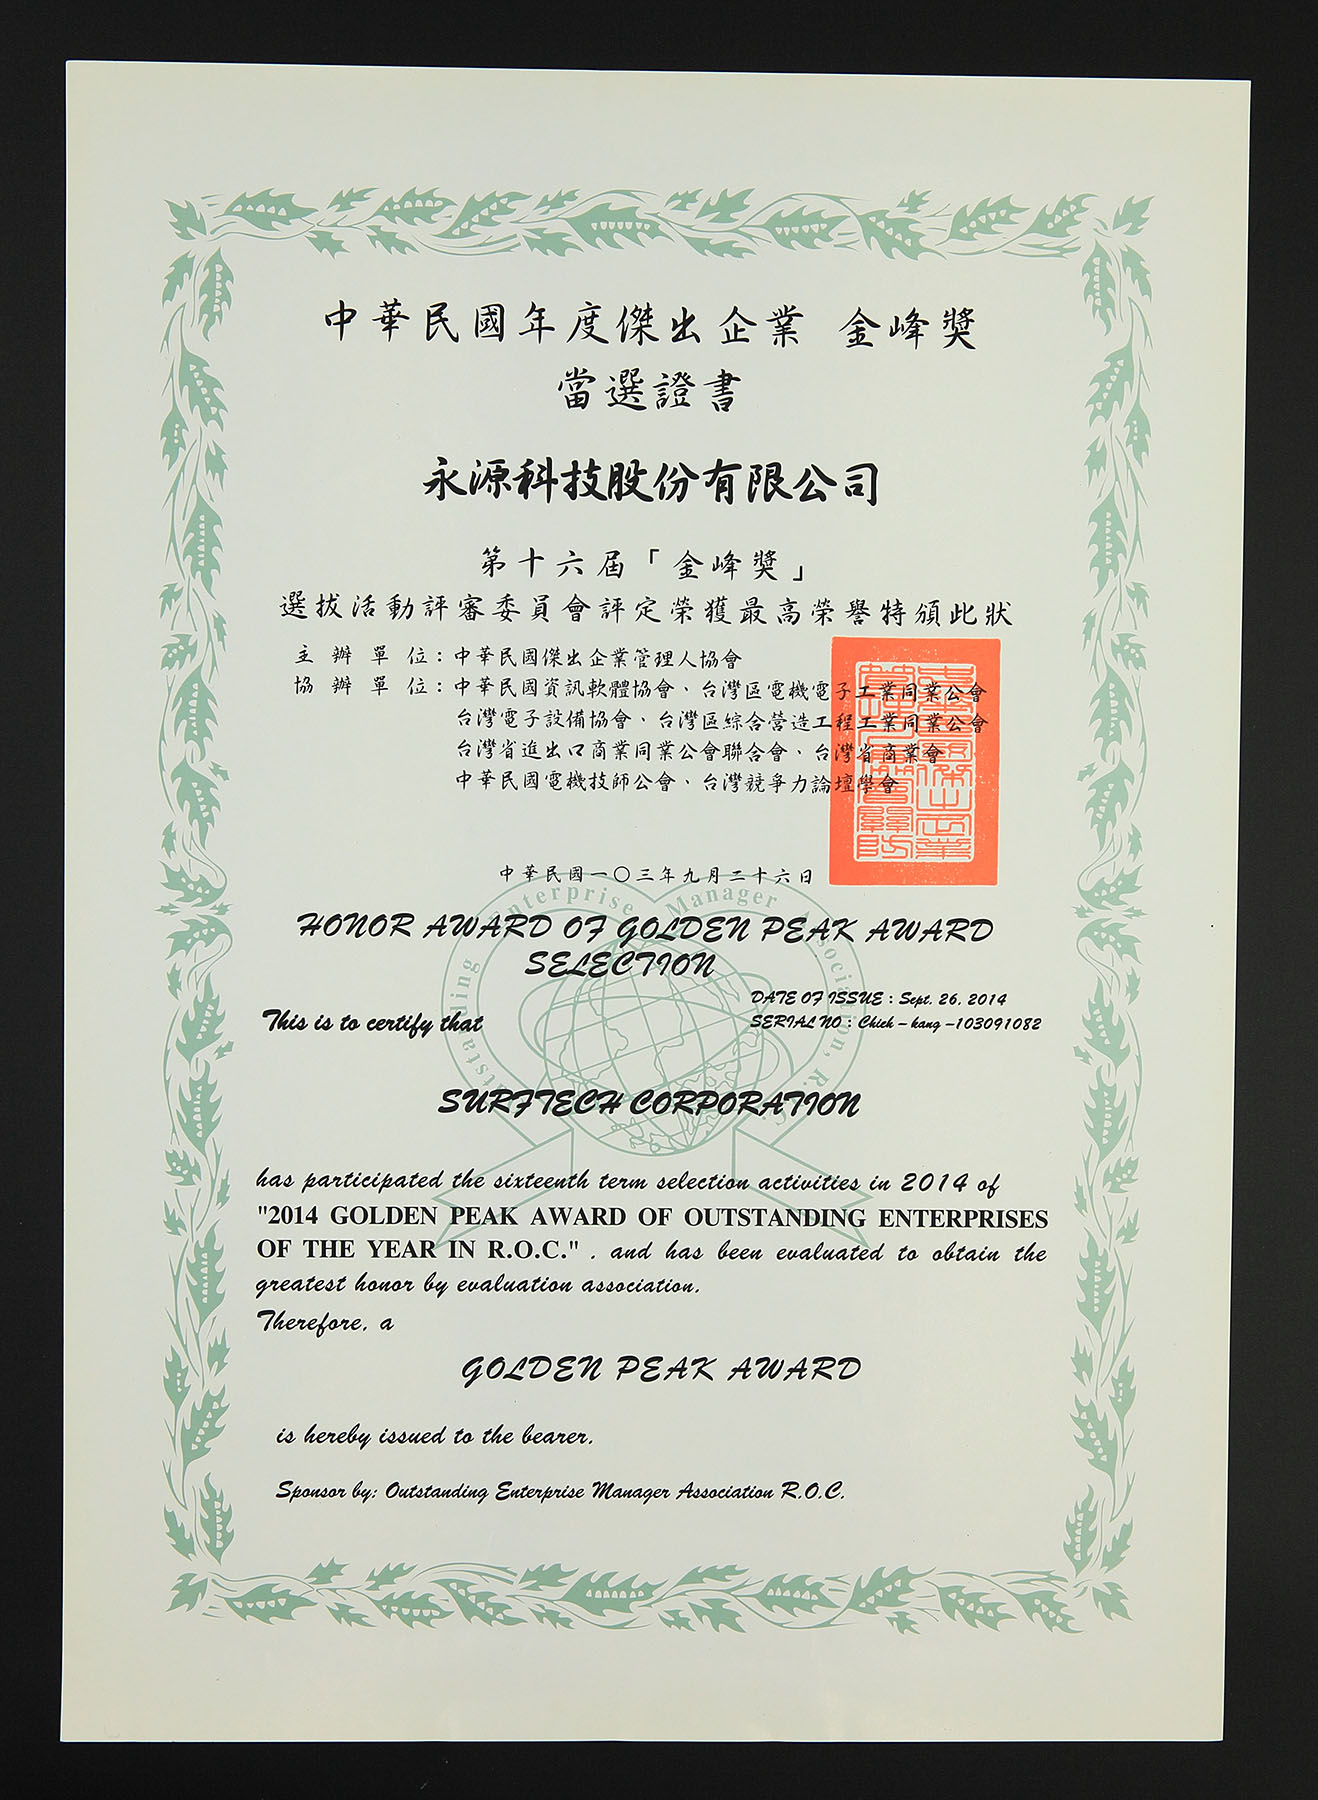 中華民國年度傑出企業 金峰獎
當選證書
永源科技股份有限公司
第十六屆「金峰獎」
選拔活動評審委員會評定榮獲最高榮譽特頒此狀
主辦單位:中華民國傑出企業管理人協會
協辦單位:中華民國資訊軟體協會、台灣區電機電子工業同業公會
台灣電子設備協會、台灣區綜合營造工程工業同業公會
台灣省進出口商業同業公會聯合會、台灣省商業會
中華民國電機技師公會、台灣競爭力論壇學會
中華民國一〇三年九月二十六日
HONOR AWARD OF GOLDEN PEAK AWARD
SELECTION
DATE OF ISSUE : Sept. 26, 2014
This is to certify that
SERIAL NO : Chieh – kang –103091082
SURFTECH CORPORATION
has participated the sixteenth term selection activities in 2014 of
"2014 GOLDEN PEAK AWARD OF OUTSTANDING ENTERPRISES
OF THE YEAR IN R.O.C." , and has been evaluated to obtain the
greatest honor by evaluation association.
Therefore, a
GOLDEN PEAK AWARD
is hereby issued to the bearer.
Sponsor by: Outstanding Enterprise Manager Association R.O.C.